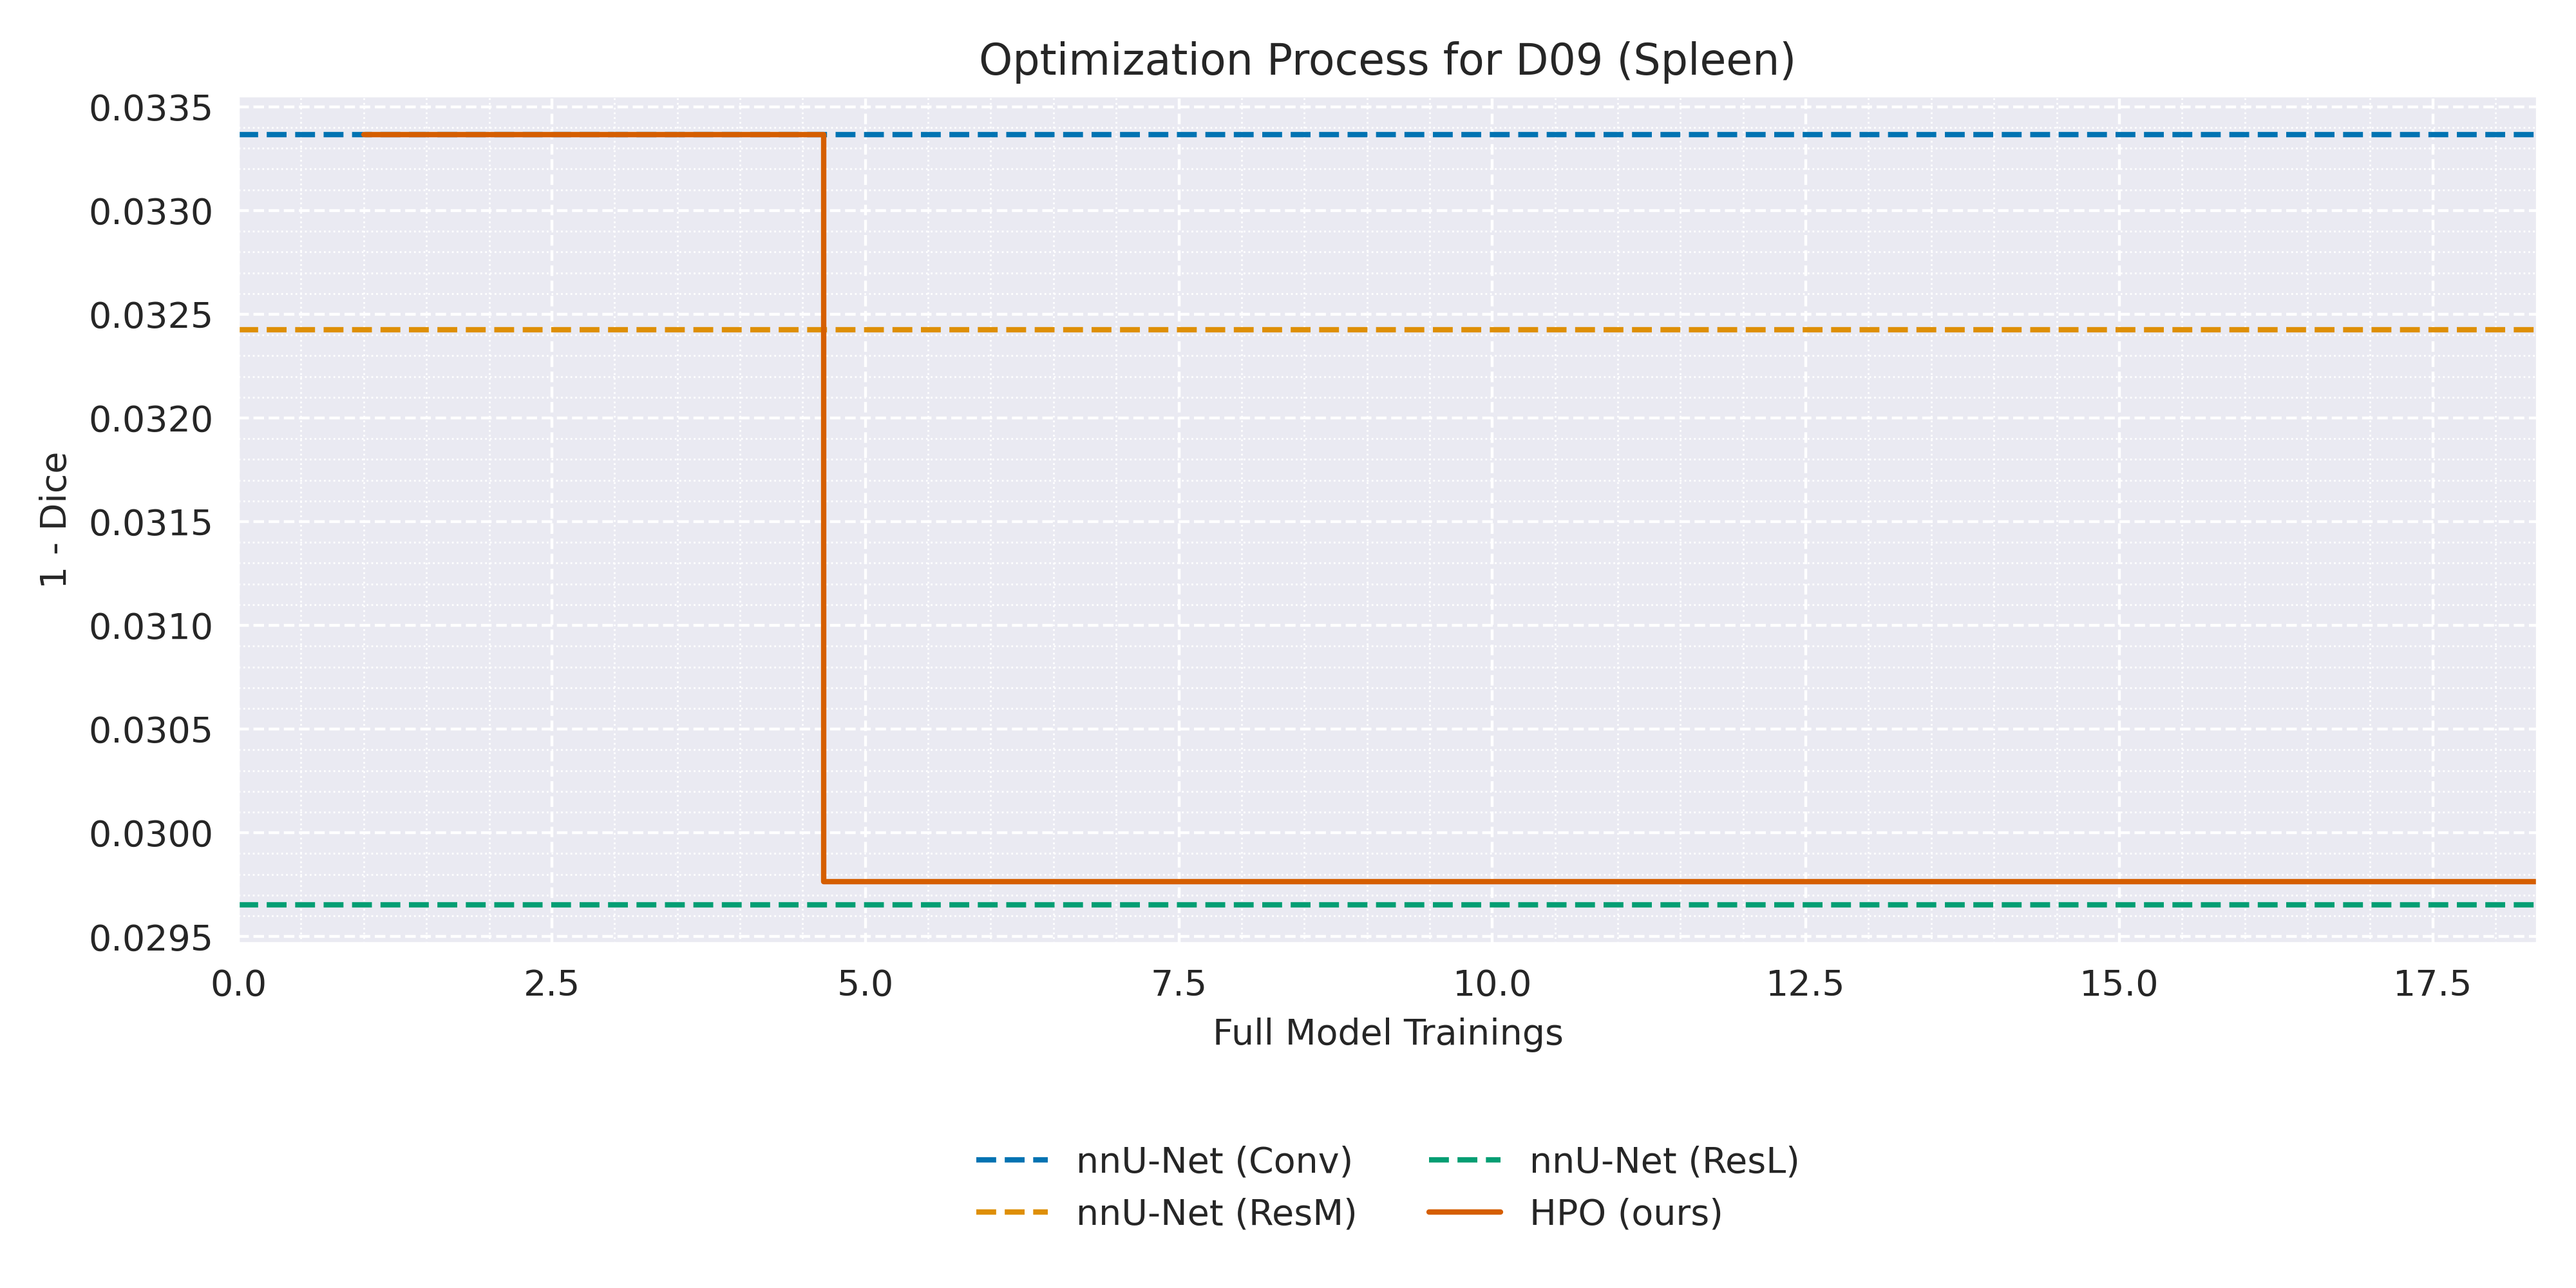 Optimization Process for D09 (Spleen)
0.0335
0.0330
0.0325
0.0320
0.0315
0.0310
0.0305
0.0300
0.0295
1 - Dice
0.0 2.5 5.0 7.5 10.0 12.5 15.0 17.5
Full Model Trainings
nnU-Net (Conv) nnU-Net (ResL)
nnU-Net (ResM) HPO (ours)